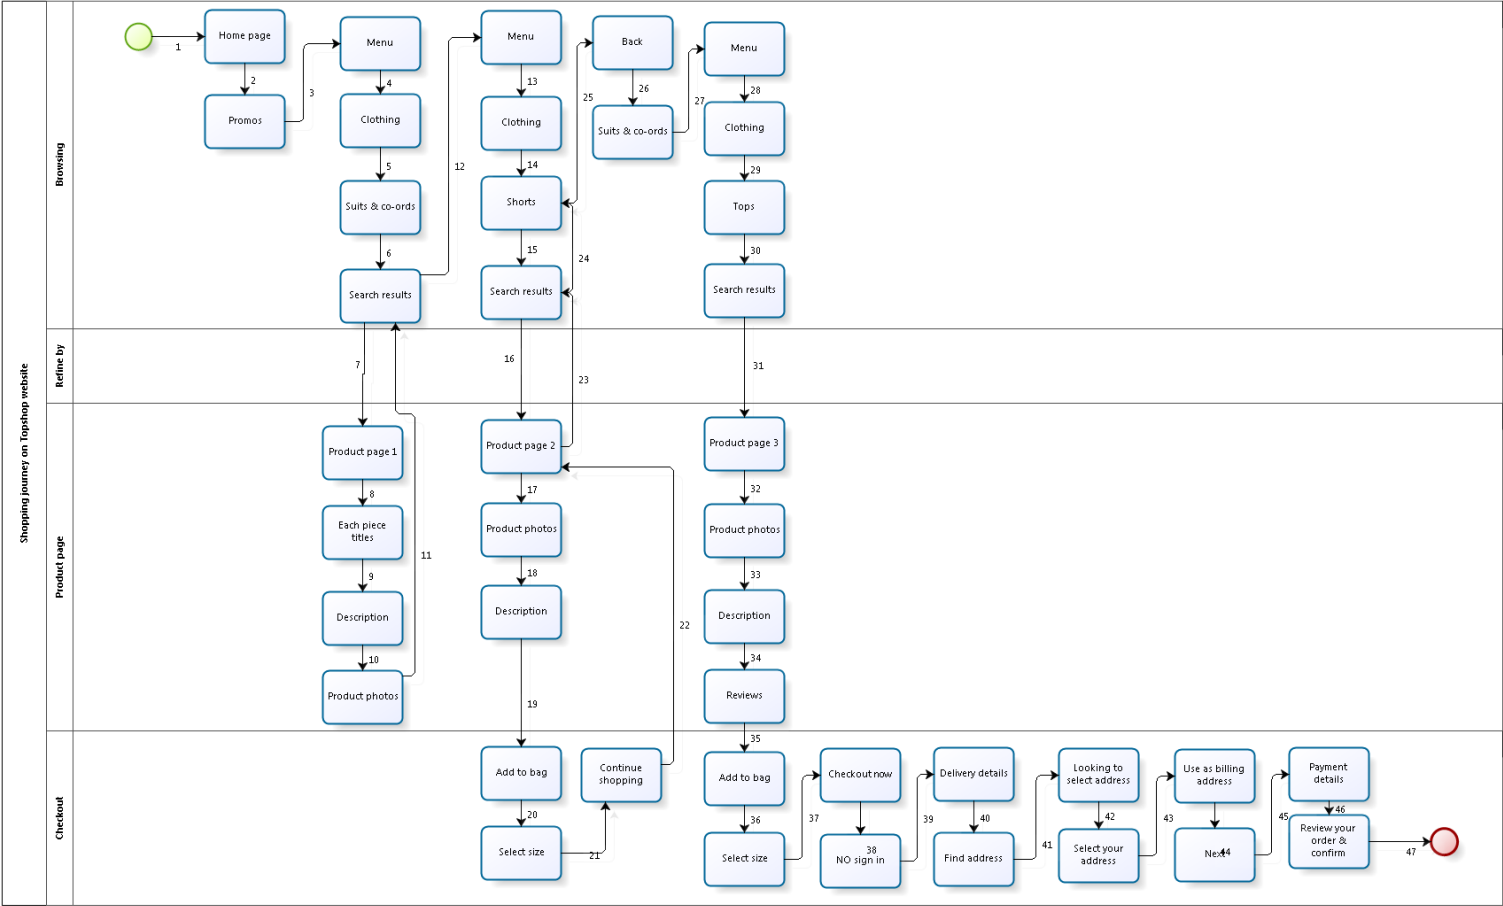 Shopping journey on Topshop website
Browsing
1
Home page
2
Promos
3
Menu
4
Clothing
5
Suits & co-ords
6
Search results
12
Menu
13
Clothing
14
Shorts
15
Search results
24
25
Back
26
Suits & co-ords
27
Menu
28
Clothing
29
Tops
30
Search results
Refine by
7
16
23
31
Product page
Product page 1
8
Each piece
titles
9
Description
10
Product photos
11
Product page 2
17
Product photos
18
Description
19
22
Product page 3
32
Product photos
33
Description
34
Reviews
35
Checkout
Add to bag
20
Select size
21
Continue
shopping
Add to bag
36
Select size
37
Checkout now
38
NO sign in
39
Delivery details
40
Find address
41
Looking to
select address
42
Select your
address
43
Use as billing
address
44
Next
45
Payment
details
46
Review your
order &
confirm
47